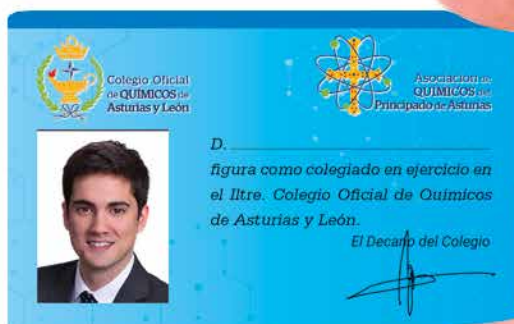 Colegio Oficial
de QUÍMICOS de
Asturias y León
Asociación de
QUÍMICOS del
Principado de Asturias
D.
figura como colegiado en ejercicio en
el Iltre. Colegio Oficial de Químicos
de Asturias y León.
El Decano del Colegio